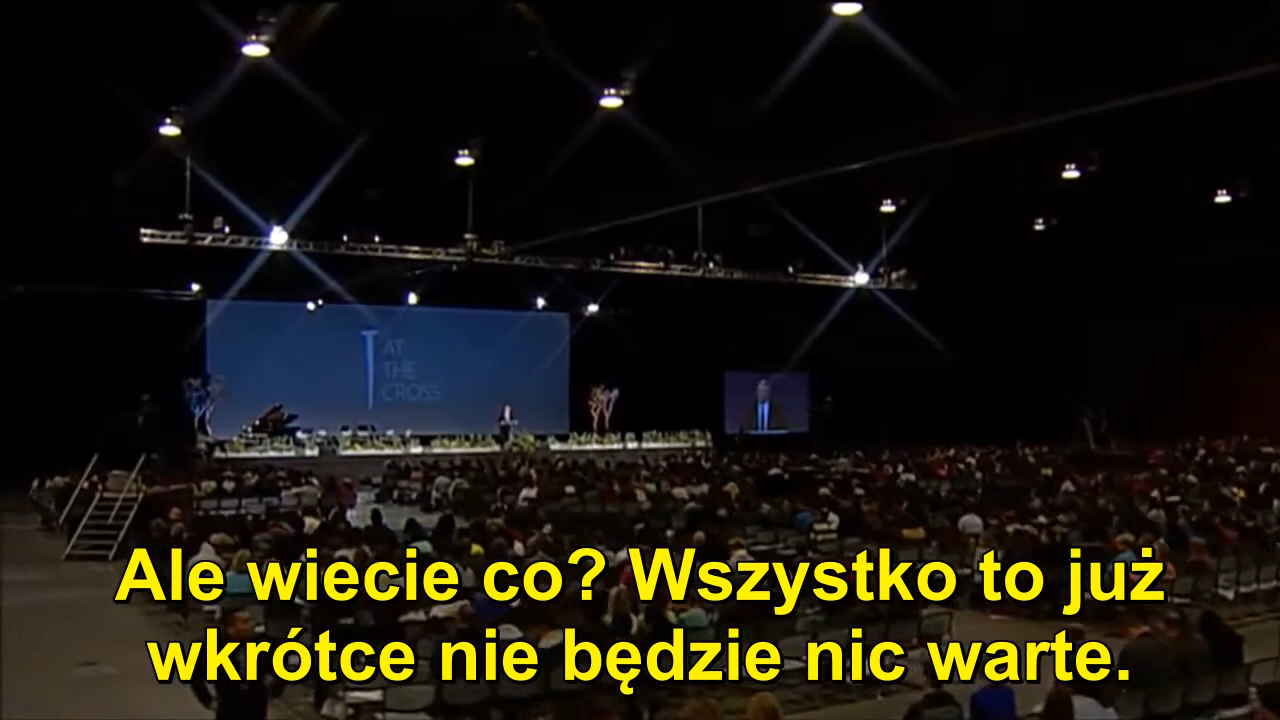 AT
THE
CROSS
Ale wiecie co? Wszystko to już
wkrótce nie będzie nic warte.